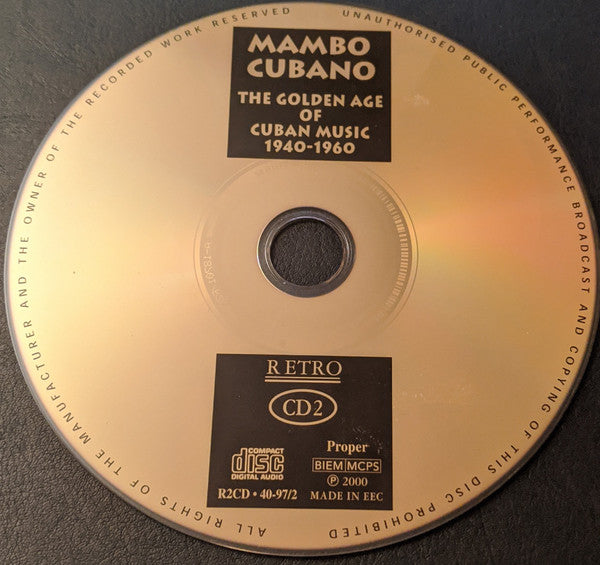 MAMBO
CUBANO
THE GOLDEN AGE
OF
CUBAN MUSIC
1940-1960
RETRO
CD2
COMPACT
disc
DIGITAL AUDIO
R2CD • 40-97/2
Proper
BIEM MCPS
℗ 2000
MADE IN EEC
ALL RIGHTS OF THE MANUFACTURER AND THE OWNER OF THE RECORDED WORK RESERVED
UNAUTHORISED PUBLIC PERFORMANCE BROADCAST AND COPYING OF THIS DISC PROHIBITED